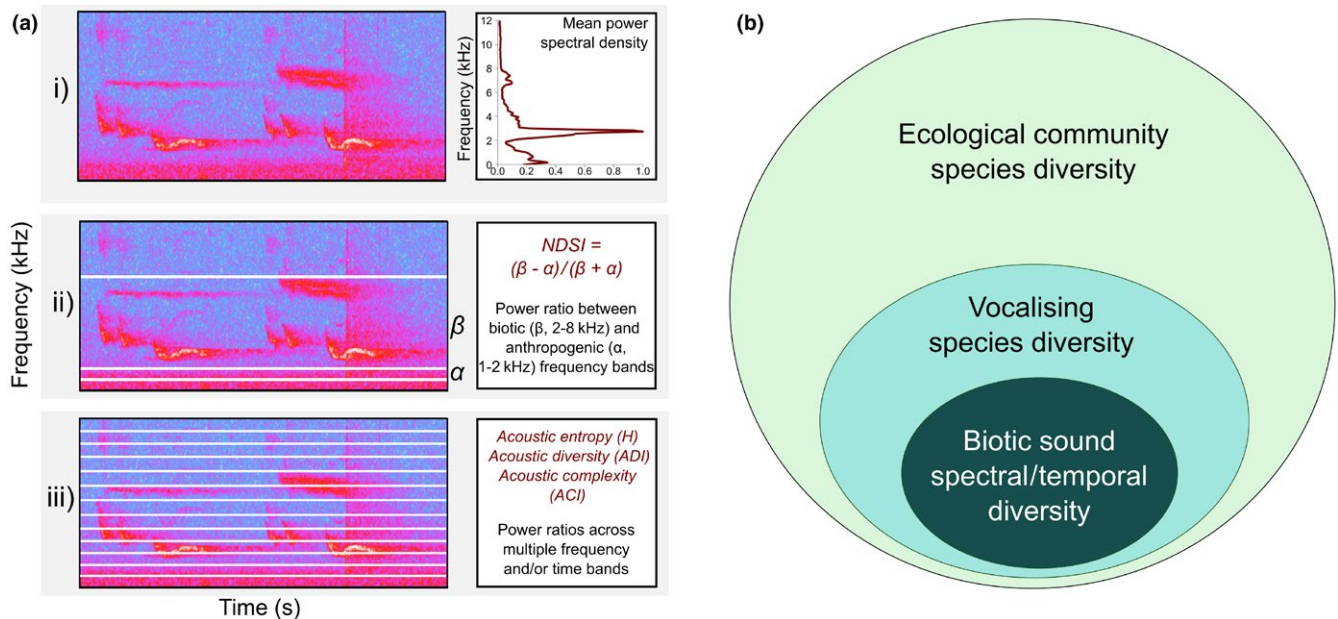 (a)
i)
Mean power
spectral density
Frequency (kHz)
12
10
8
6
4
2
0
0.0 0.2 0.4 0.6 0.8 1.0
Frequency (kHz)
ii)
β
α
NDSI =
(β - α)/(β + α)
Power ratio between
biotic (β, 2-8 kHz) and
anthropogenic (α,
1-2 kHz) frequency bands
iii)
Acoustic entropy (H)
Acoustic diversity (ADI)
Acoustic complexity
(ACI)
Power ratios across
multiple frequency
and/or time bands
Time (s)
(b)
Ecological community
species diversity
Vocalising
species diversity
Biotic sound
spectral/temporal
diversity